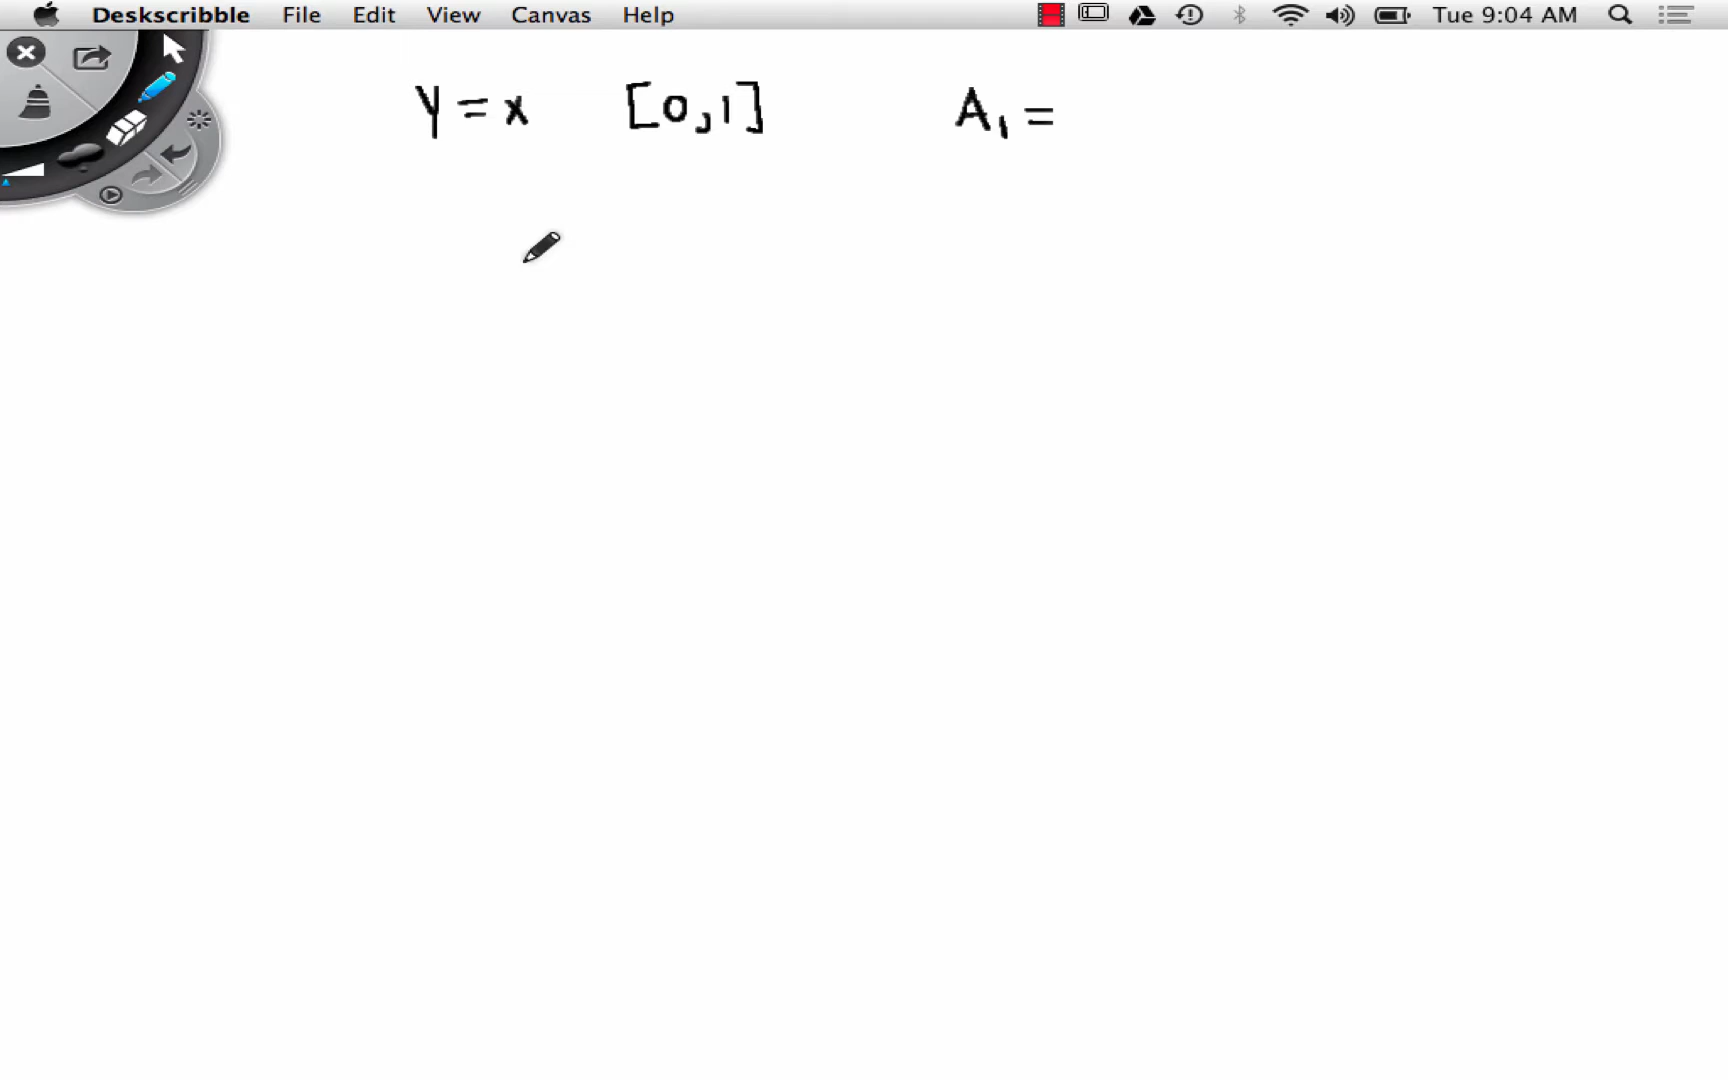 Deskscribble File Edit View Canvas Help Tue 9:04 AM
Y = x [0,1] A₁ =